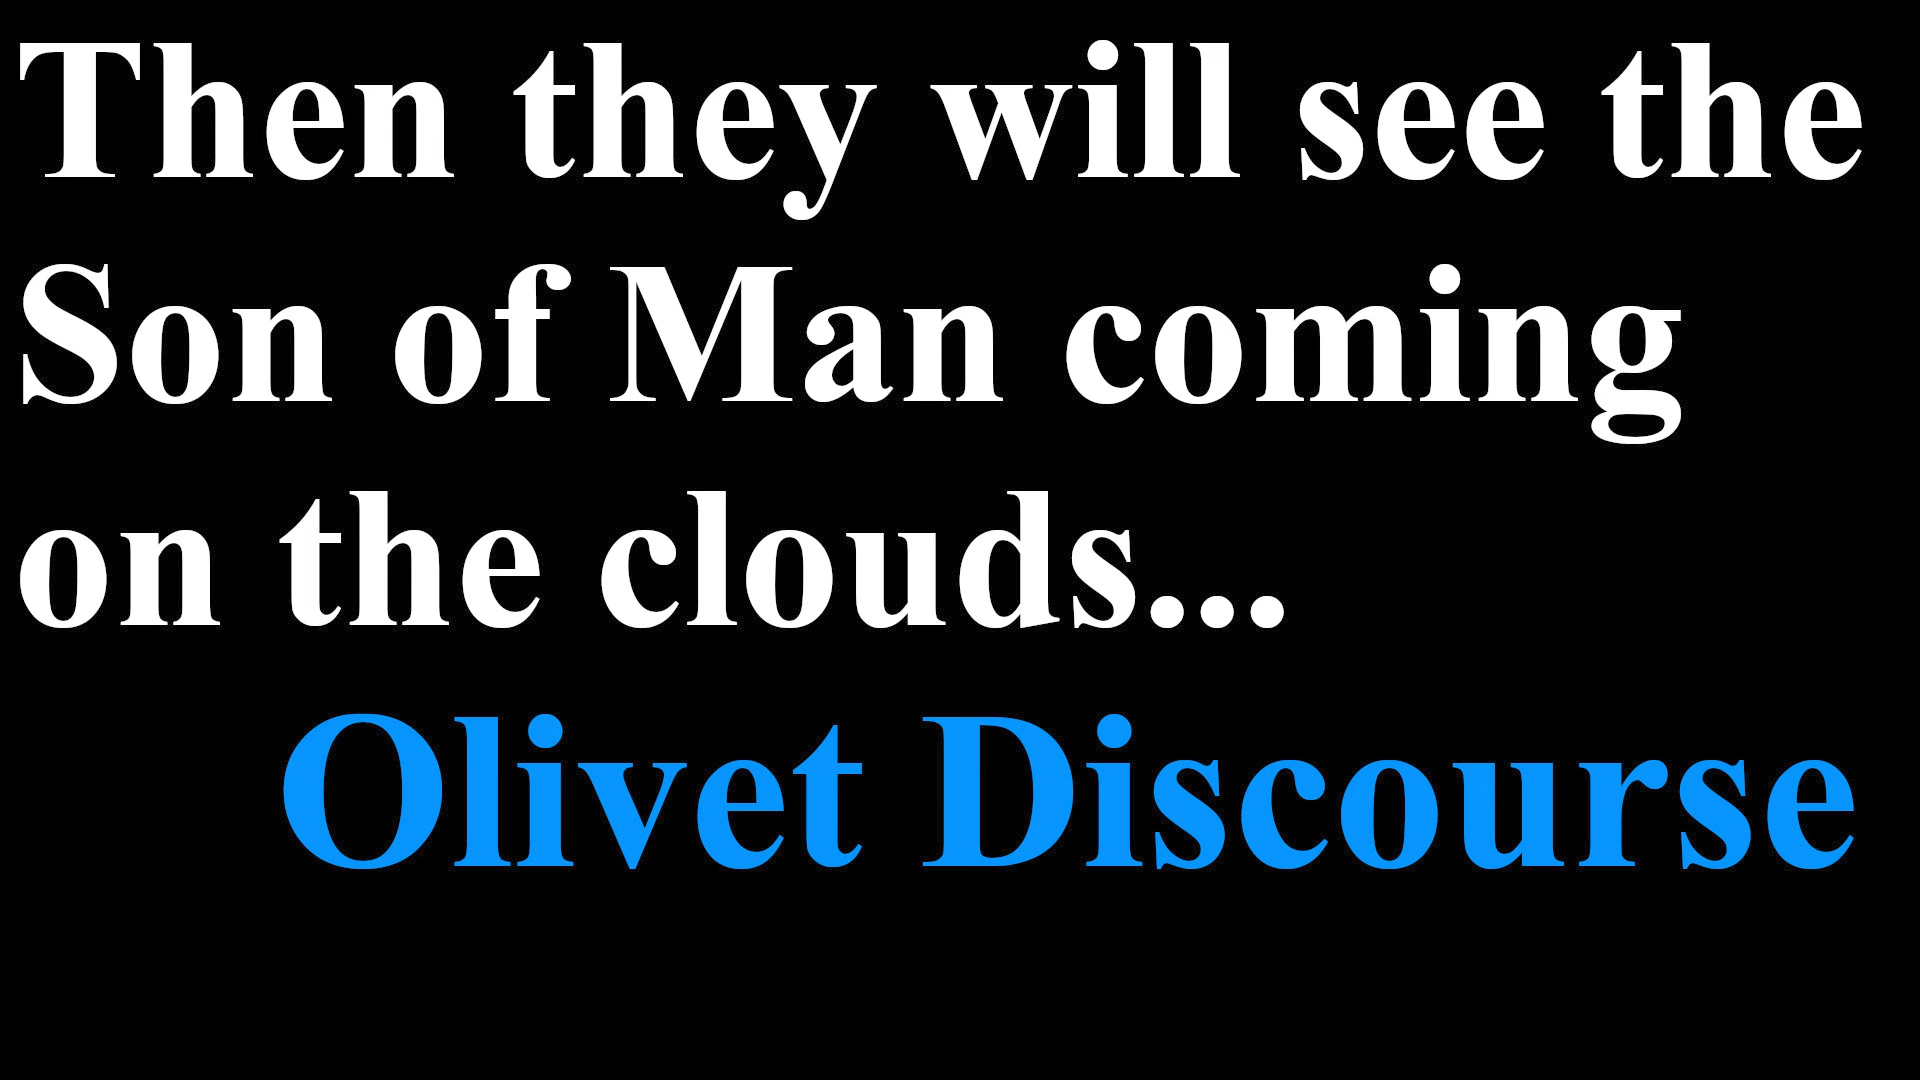 Then they will see the
Son of Man coming
on the clouds...
Olivet Discourse